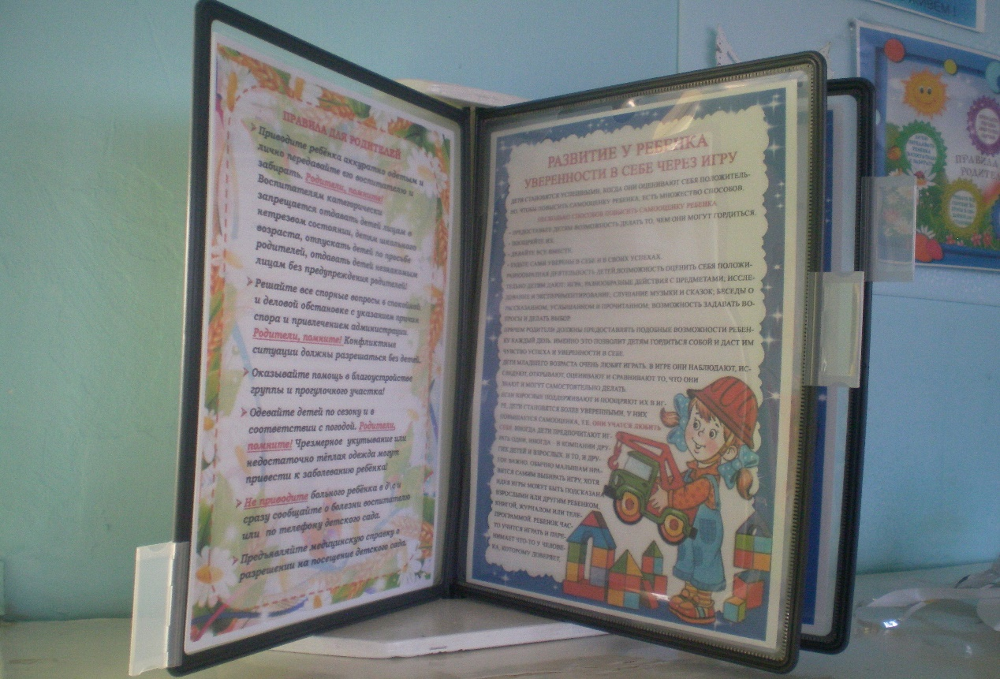 ПРАВИЛА ДЛЯ РОДИТЕЛЕЙ
Приводите ребёнка аккуратно одетым и
лично передавайте его воспитателю и
забирать. Родители, помните!
Воспитателям категорически
запрещается отдавать детей лицам в
нетрезвом состоянии, детям школьного
возраста, отпускать детей по просьбе
родителей, отдавать детей незнакомым
лицам без предупреждения родителей!
Решайте все спорные вопросы в спокойной
и деловой обстановке с указанием причин
спора и привлечением администрации.
Родители, помните! Конфликтные
ситуации должны разрешаться без детей.
Оказывайте помощь в благоустройстве
группы и прогулочного участка!
Одевайте детей по сезону и в
соответствии с погодой. Родители,
помните! Чрезмерное укутывание или
недостаточно тёплая одежда могут
привести к заболеванию ребёнка!
Не приводите больного ребёнка в д\с и
сразу сообщайте о болезни воспитателю
или по телефону детского сада.
Предъявляйте медицинскую справку о
разрешении на посещение детского сада.
РАЗВИТИЕ У РЕБЕНКА
УВЕРЕННОСТИ В СЕБЕ ЧЕРЕЗ ИГРУ
ДЕТИ СТАНОВЯТСЯ УСПЕШНЫМИ, КОГДА ОНИ ОЦЕНИВАЮТ СЕБЯ ПОЛОЖИТЕЛЬ-
НО. ЧТОБЫ ПОВЫСИТЬ САМООЦЕНКУ РЕБЕНКА, ЕСТЬ МНОЖЕСТВО СПОСОБОВ.
НЕСКОЛЬКО СПОСОБОВ ПОВЫСИТЬ САМООЦЕНКУ РЕБЕНКА
- ПРЕДОСТАВЬТЕ ДЕТЯМ ВОЗМОЖНОСТЬ ДЕЛАТЬ ТО, ЧЕМ ОНИ МОГУТ ГОРДИТЬСЯ.
- ПООЩРЯЙТЕ ИХ.
- ДЕЛАЙТЕ ВСЕ ВМЕСТЕ.
- БУДЬТЕ САМИ УВЕРЕНЫ В СЕБЕ И В СВОИХ УСПЕХАХ.
РАЗНООБРАЗНАЯ ДЕЯТЕЛЬНОСТЬ ДЕТЕЙ, ВОЗМОЖНОСТЬ ОЦЕНИТЬ СЕБЯ ПОЛОЖИ-
ТЕЛЬНО ДЕТЯМ ДАЮТ: ИГРА; РАЗНООБРАЗНЫЕ ДЕЙСТВИЯ С ПРЕДМЕТАМИ; ИССЛЕ-
ДОВАНИЕ И ЭКСПЕРИМЕНТИРОВАНИЕ; СЛУШАНИЕ МУЗЫКИ И СКАЗОК; БЕСЕДЫ О
РАССКАЗАННОМ, УСЛЫШАННОМ И ПРОЧИТАННОМ; ВОЗМОЖНОСТЬ ЗАДАВАТЬ ВО-
ПРОСЫ И ДЕЛАТЬ ВЫБОР.
ПРИЧЕМ РОДИТЕЛИ ДОЛЖНЫ ПРЕДОСТАВЛЯТЬ ПОДОБНЫЕ ВОЗМОЖНОСТИ РЕБЕН-
КУ КАЖДЫЙ ДЕНЬ. ИМЕННО ЭТО ПОЗВОЛИТ ДЕТЯМ ГОРДИТЬСЯ СОБОЙ И ДАСТ ИМ
ЧУВСТВО УСПЕХА И УВЕРЕННОСТИ В СЕБЕ.
ДЕТИ МЛАДШЕГО ВОЗРАСТА ОЧЕНЬ ЛЮБЯТ ИГРАТЬ. В ИГРЕ ОНИ НАБЛЮДАЮТ, ИС-
СЛЕДУЮТ, ОТКРЫВАЮТ, ОЦЕНИВАЮТ И СРАВНИВАЮТ ТО, ЧТО ОНИ
ЗНАЮТ И МОГУТ САМОСТОЯТЕЛЬНО ДЕЛАТЬ.
ЕСЛИ ВЗРОСЛЫЕ ПОДДЕРЖИВАЮТ И ПООЩРЯЮТ ИХ В ИГ-
РЕ, ДЕТИ СТАНОВЯТСЯ БОЛЕЕ УВЕРЕННЫМИ, У НИХ
ПОВЫШАЕТСЯ САМООЦЕНКА, Т.Е. ОНИ УЧАТСЯ ЛЮБИТЬ
СЕБЯ. ИНОГДА ДЕТИ ПРЕДПОЧИТАЮТ ИГ-
РАТЬ ОДНИ, ИНОГДА - В КОМПАНИИ ДРУ-
ГИХ ДЕТЕЙ И ВЗРОСЛЫХ. И ТО, И ДРУ-
ГОЕ ВАЖНО. ОБЫЧНО МАЛЫШАМ НРА-
ВИТСЯ САМИМ ВЫБИРАТЬ ИГРУ, ХОТЯ
ИДЕЯ ИГРЫ МОЖЕТ БЫТЬ ПОДСКАЗАН
ВЗРОСЛЫМИ ИЛИ ДРУГИМ РЕБЕНКОМ,
КНИГОЙ, ЖУРНАЛОМ ИЛИ ТЕЛЕ-
ПРОГРАММОЙ. РЕБЕНОК ЧАС-
ТО УЧИТСЯ ИГРАТЬ И ПЕРЕ-
НИМАЕТ ЧТО-ТО У ЧЕЛОВЕ-
КА, КОТОРОМУ ДОВЕРЯЕТ.
ПРАВИЛА